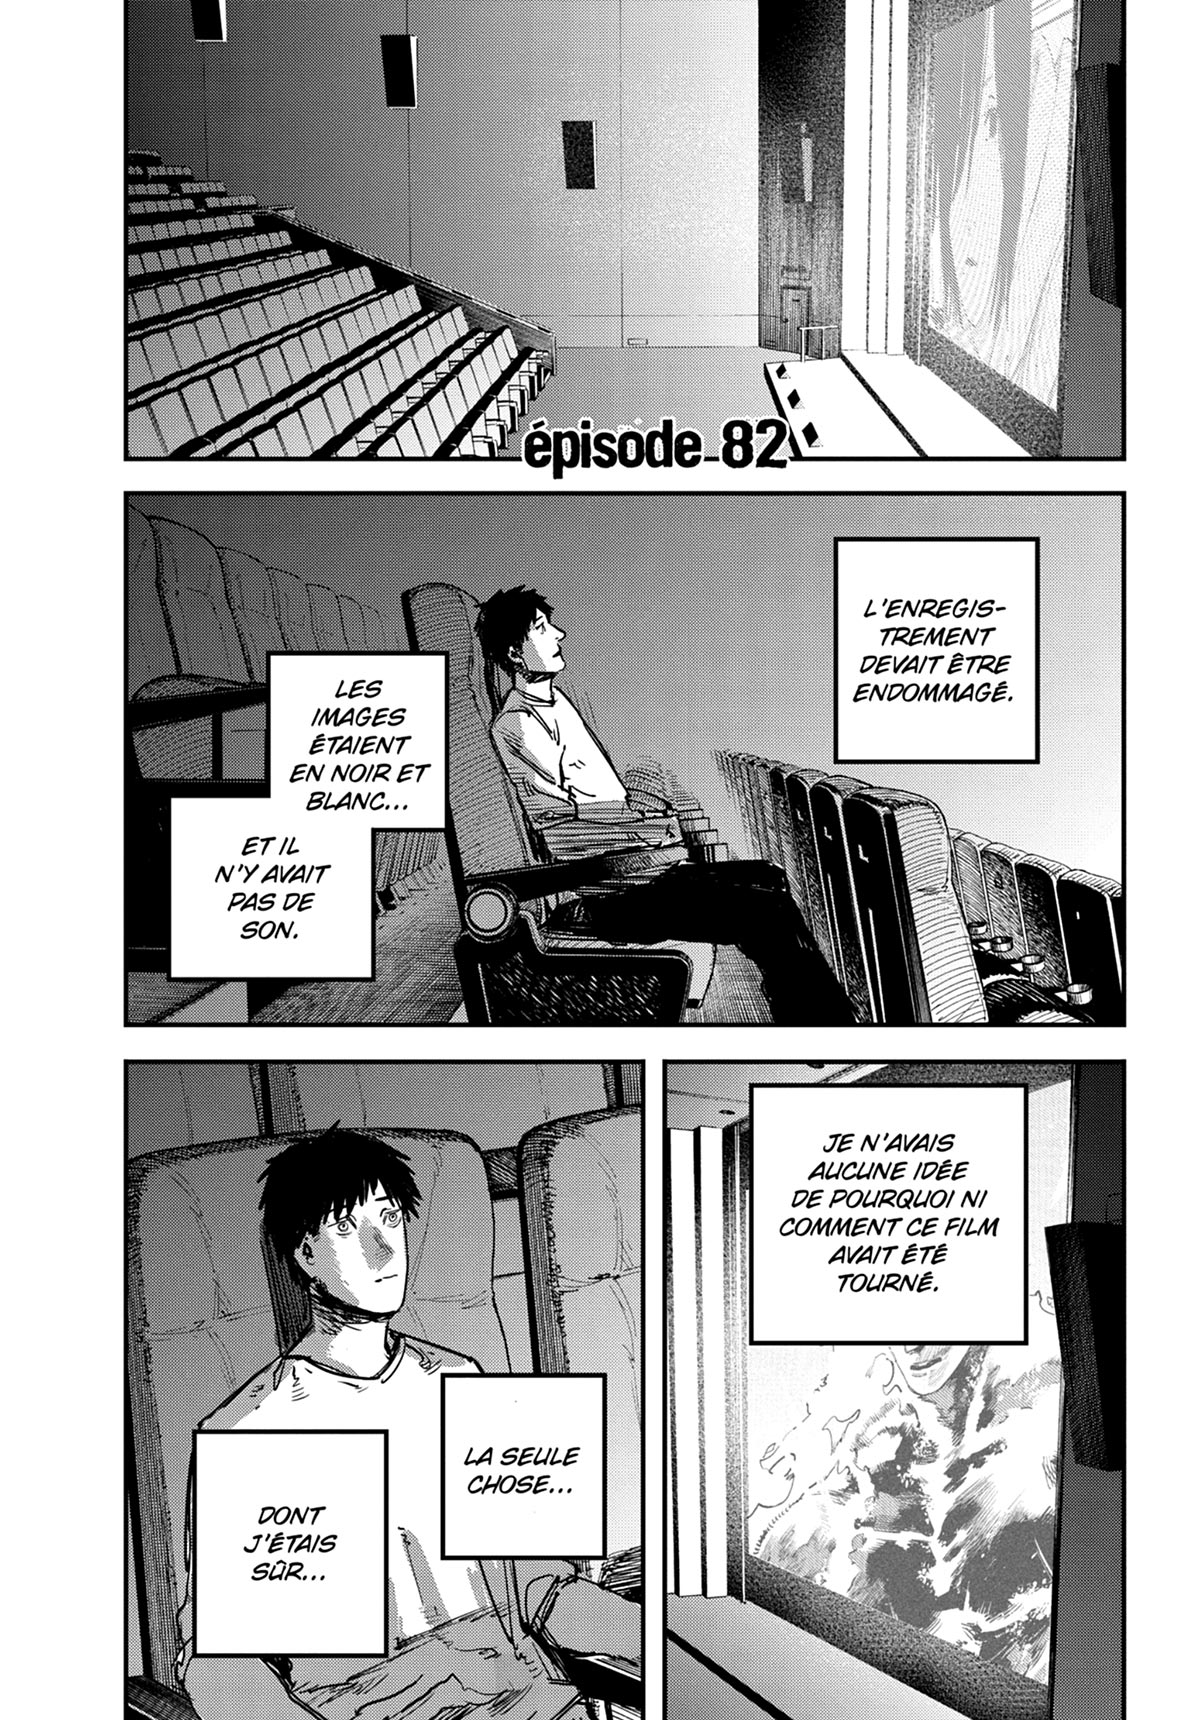 épisode 82
L'ENREGIS-
TREMENT
DEVAIT ÊTRE
ENDOMMAGÉ.
LES
IMAGES
ÉTAIENT
EN NOIR ET
BLANC...
ET IL
N'Y AVAIT
PAS DE
SON.
JE N'AVAIS
AUCUNE IDÉE
DE POURQUOI NI
COMMENT CE FILM
AVAIT ÉTÉ
TOURNÉ.
LA SEULE
CHOSE...
DONT
J'ÉTAIS
SÛR...